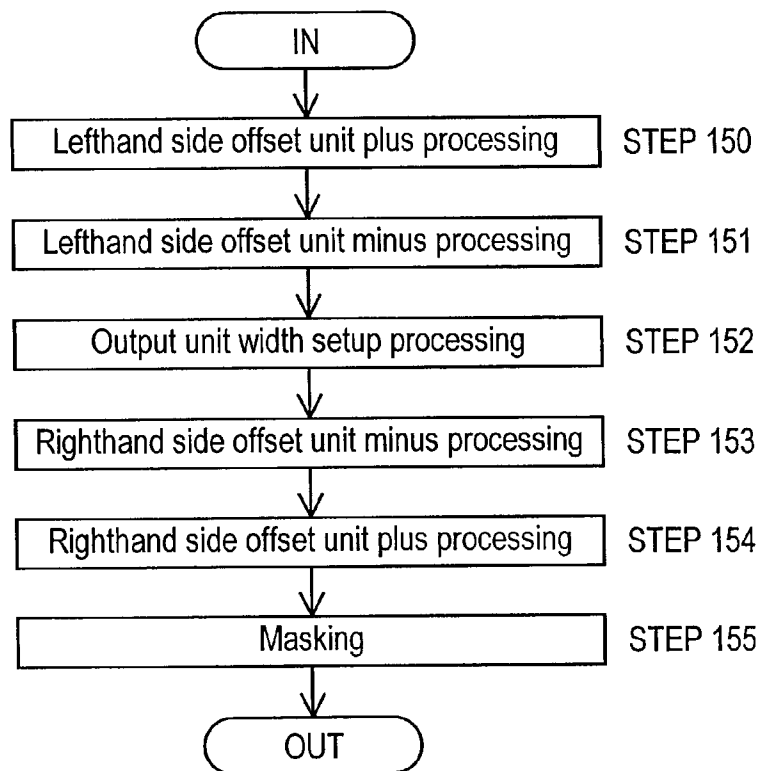 IN
Lefthand side offset unit plus processing STEP 150
Lefthand side offset unit minus processing STEP 151
Output unit width setup processing STEP 152
Righthand side offset unit minus processing STEP 153
Righthand side offset unit plus processing STEP 154
Masking STEP 155
OUT